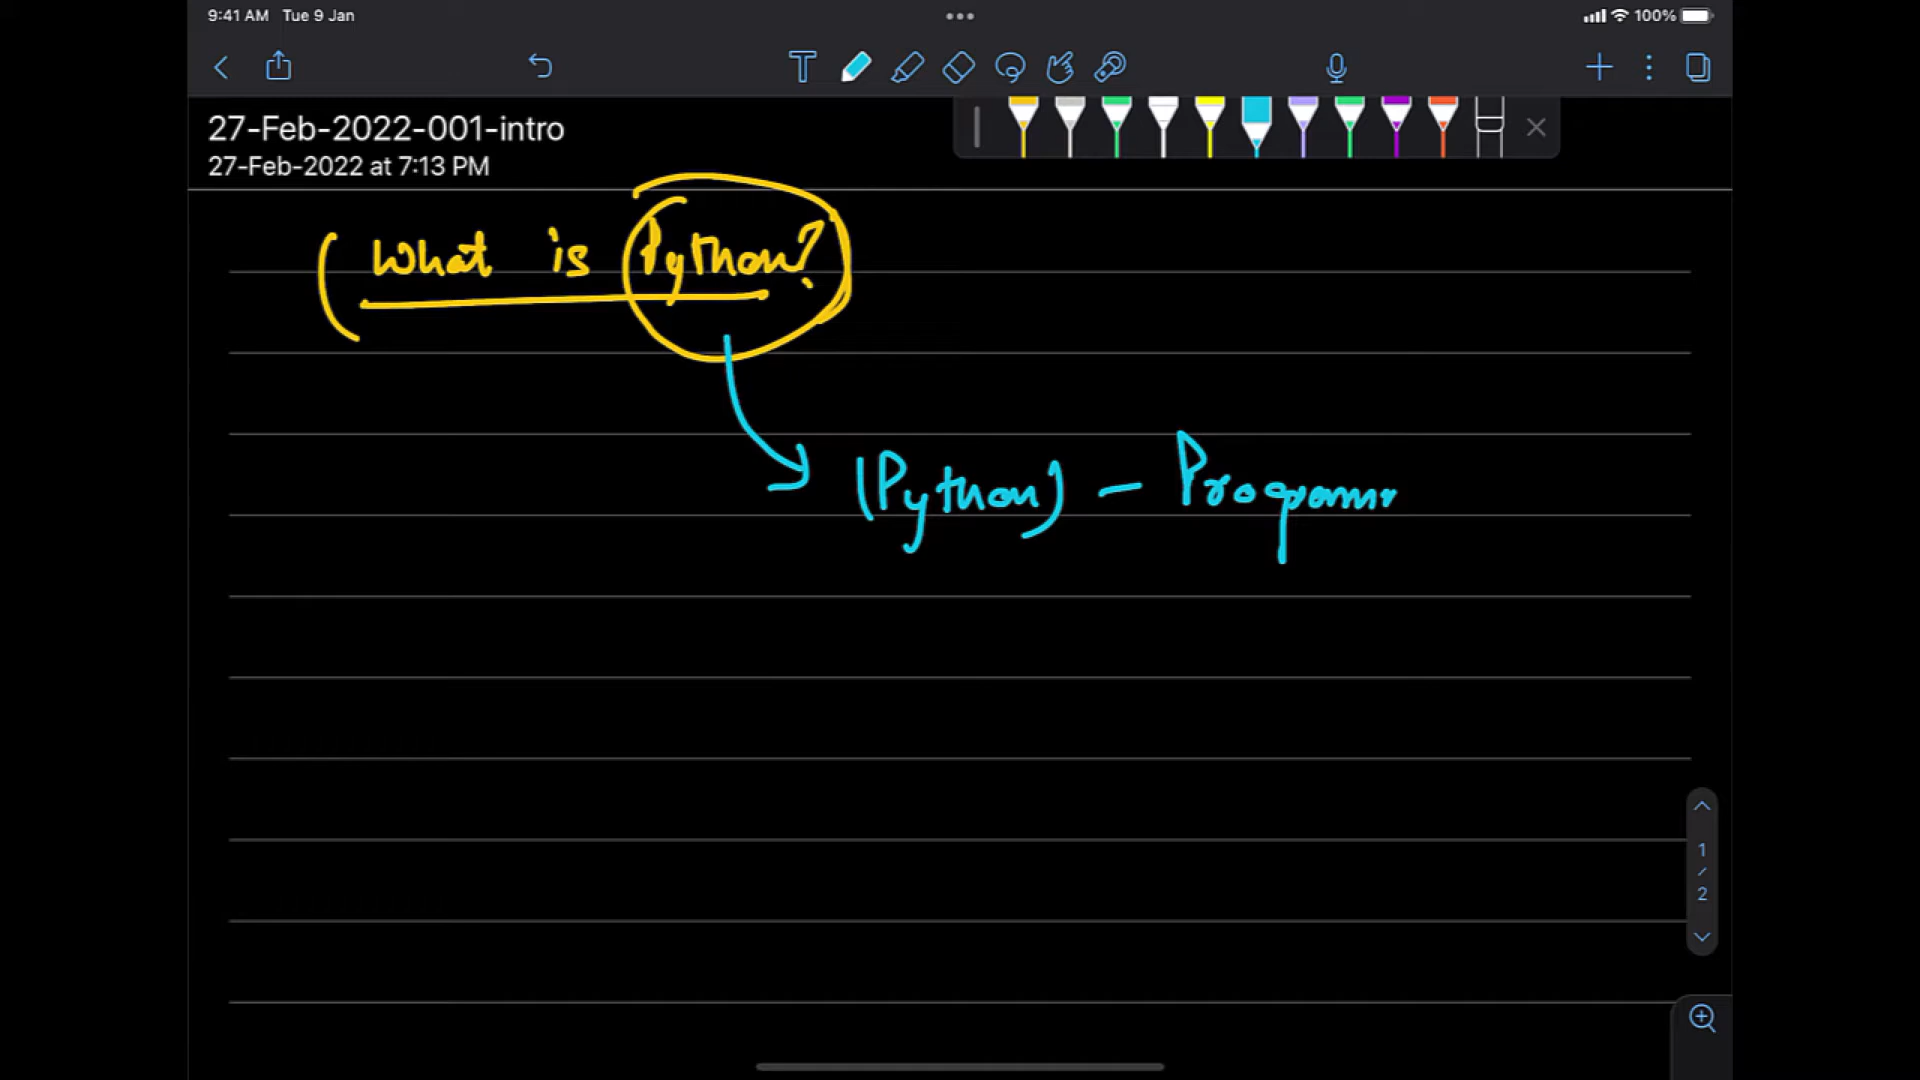 9:41 AM Tue 9 Jan
100%
27-Feb-2022-001-intro
27-Feb-2022 at 7:13 PM
(What is Python?
(Python) - Programm
1
/
2